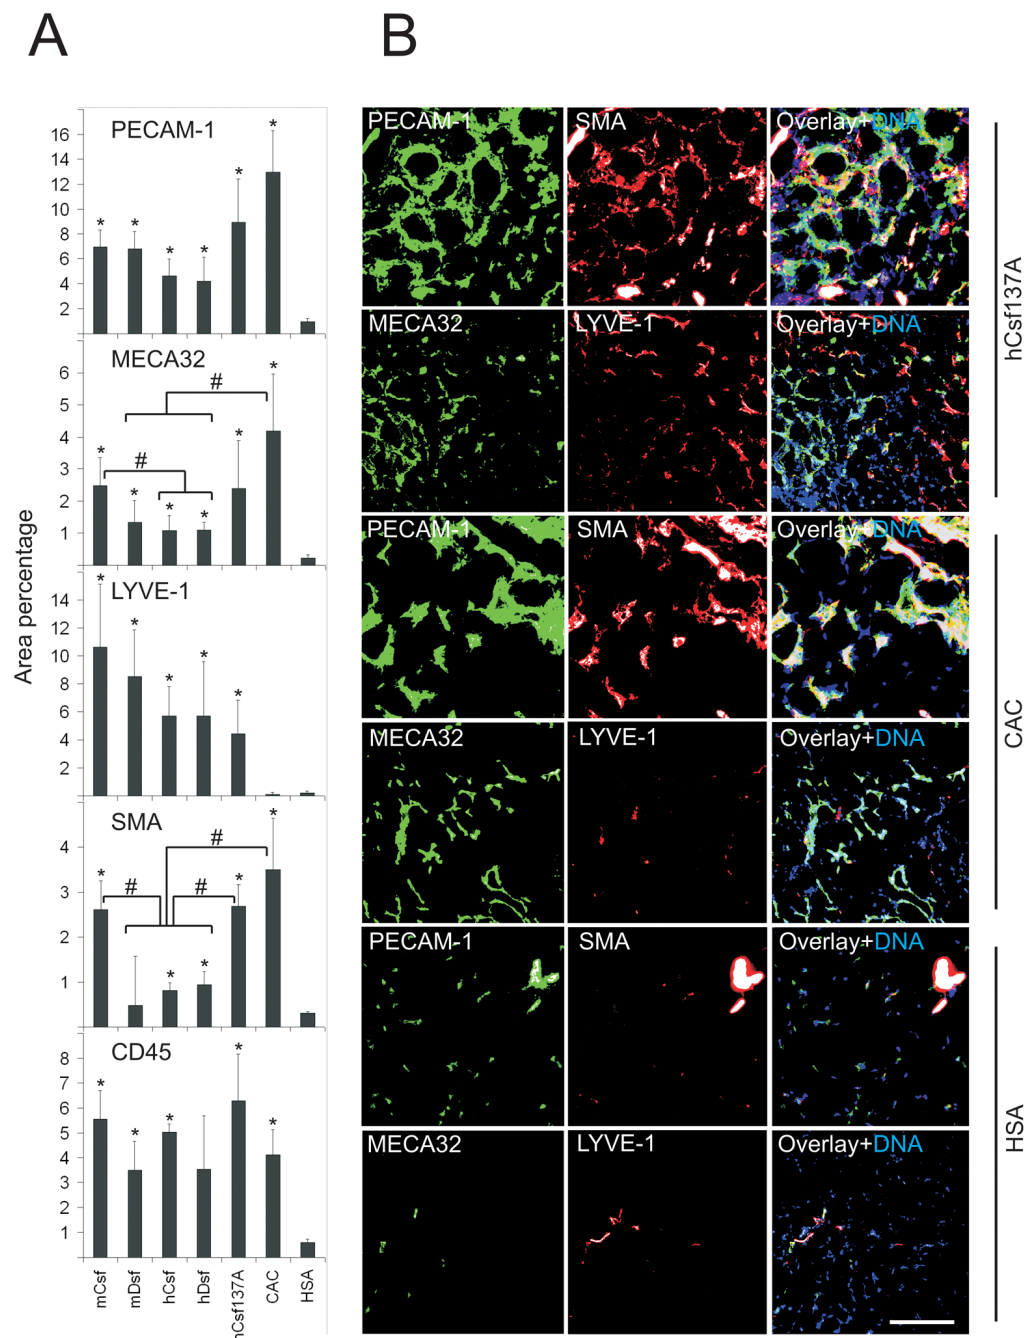 A
B
Area percentage
PECAM-1
16
14
12
10
8
6
4
2
* * * * * *
MECA32
6
5
4
3
2
1
# #
* * * * * *
LYVE-1
14
12
10
8
6
4
2
* * * * *
SMA
4
3
2
1
# # #
* * * * *
CD45
8
7
6
5
4
3
2
1
* * * * *
mCsf mDsf hCsf hDsf hCsf137A CAC HSA
PECAM-1 SMA Overlay+DNA
MECA32 LYVE-1 Overlay+DNA
hCsf137A
PECAM-1 SMA Overlay+DNA
MECA32 LYVE-1 Overlay+DNA
CAC
PECAM-1 SMA Overlay+DNA
MECA32 LYVE-1 Overlay+DNA
HSA